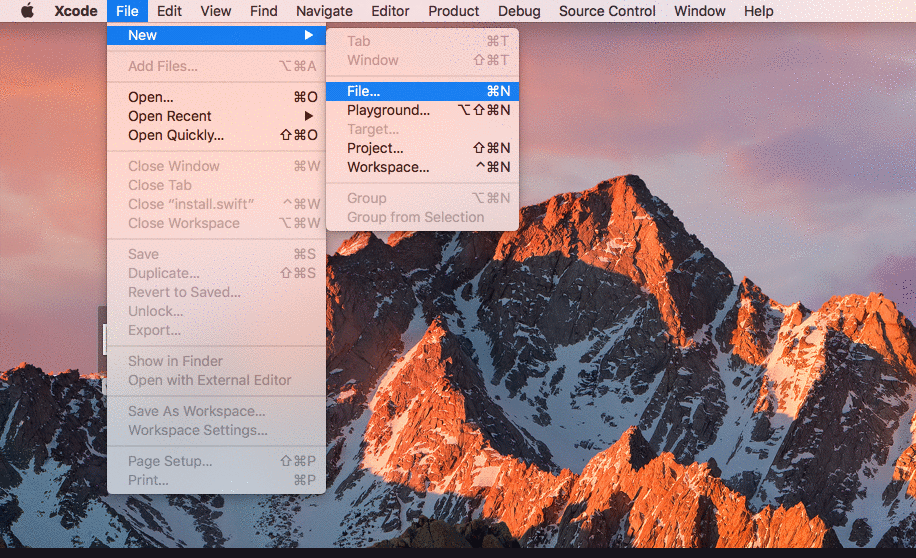 Xcode File Edit View Find Navigate Editor Product Debug Source Control Window Help
New
Add Files... ⌥⌘A
Open... ⌘O
Open Recent
Open Quickly... ⇧⌘O
Close Window ⌘W
Close Tab
Close “install.swift” ^⌘W
Close Workspace ⌥⌘W
Save ⌘S
Duplicate... ⇧⌘S
Revert to Saved...
Unlock...
Export...
Show in Finder
Open with External Editor
Save As Workspace...
Workspace Settings...
Page Setup... ⇧⌘P
Print... ⌘P
Tab ⌘T
Window ⇧⌘T
File... ⌘N
Playground... ⌥⇧⌘N
Target...
Project... ⇧⌘N
Workspace... ^⌘N
Group ⌥⌘N
Group from Selection